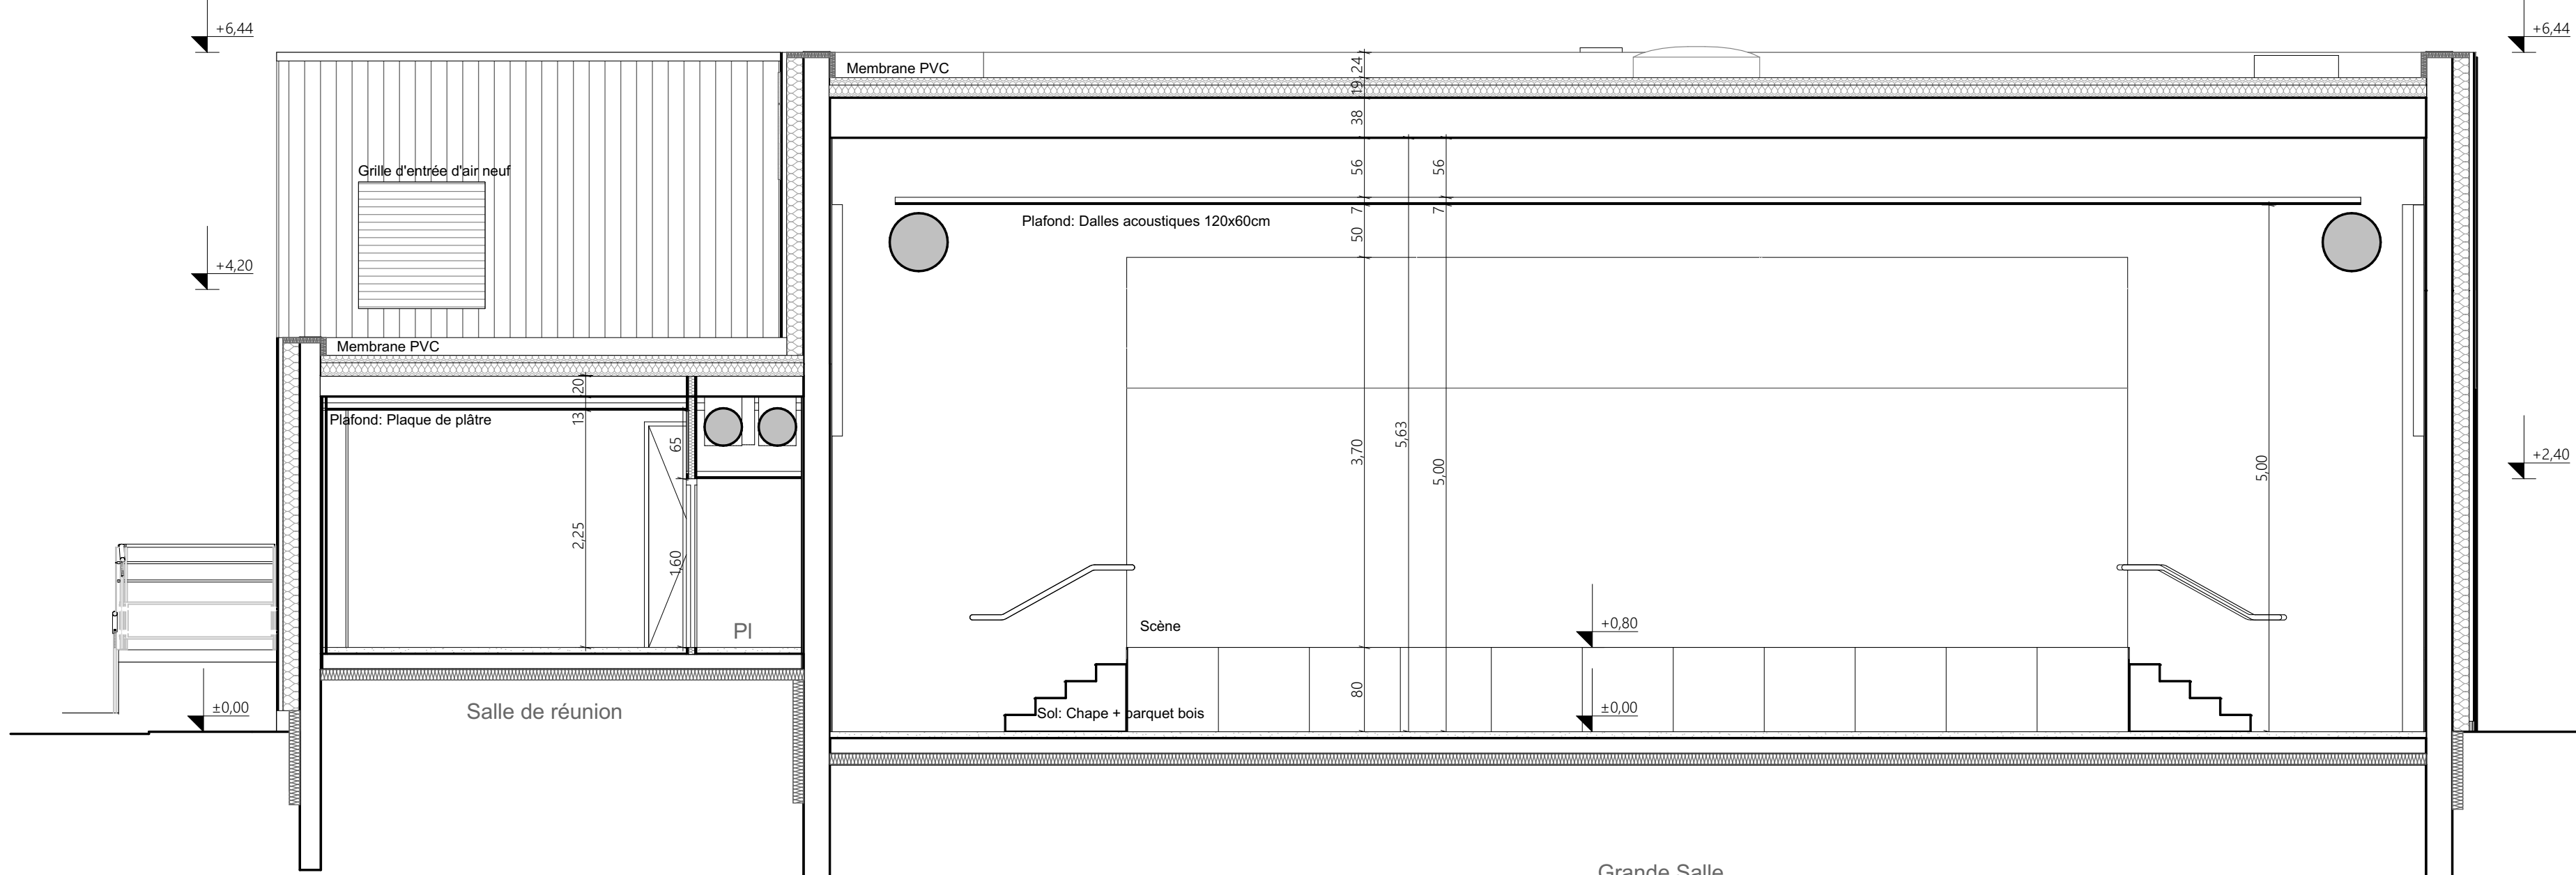 +6,44
+6,44
Membrane PVC
24
19
38
Grille d'entrée d'air neuf
56
56
7
7
Plafond: Dalles acoustiques 120x60cm
50
+4,20
Membrane PVC
20
13
Plafond: Plaque de plâtre
65
3,70
5,63
5,00
5,00
+2,40
2,25
1,60
Pl
Scène
+0,80
80
±0,00
Salle de réunion
Sol: Chape + parquet bois
±0,00
Grande Salle